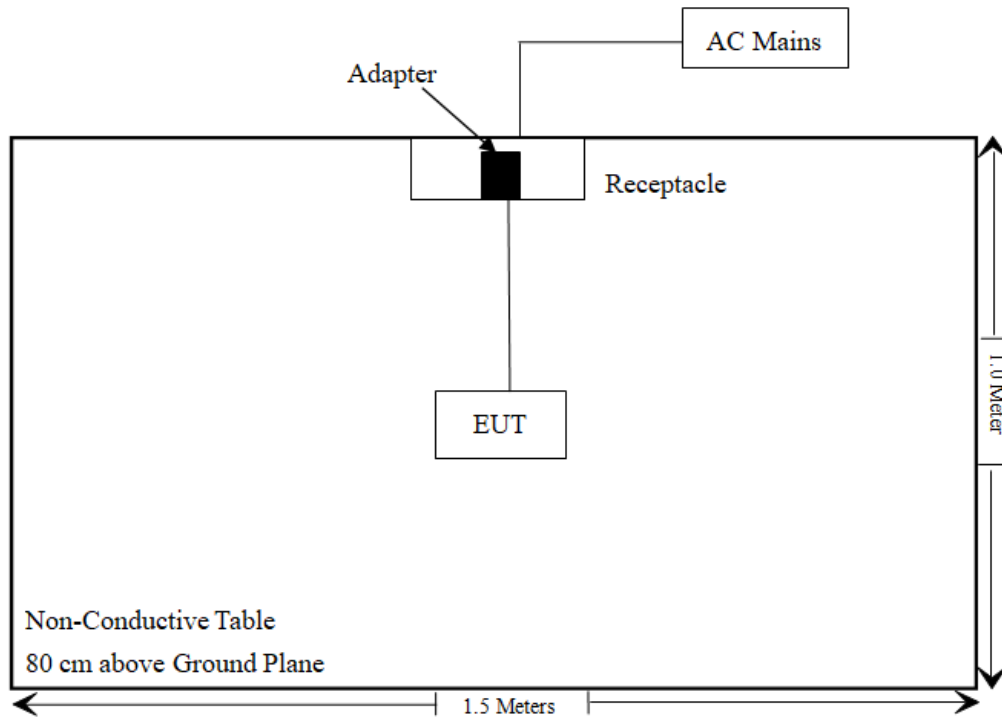 AC Mains
Adapter
Receptacle
EUT
1.0 Meter
Non-Conductive Table
80 cm above Ground Plane
1.5 Meters